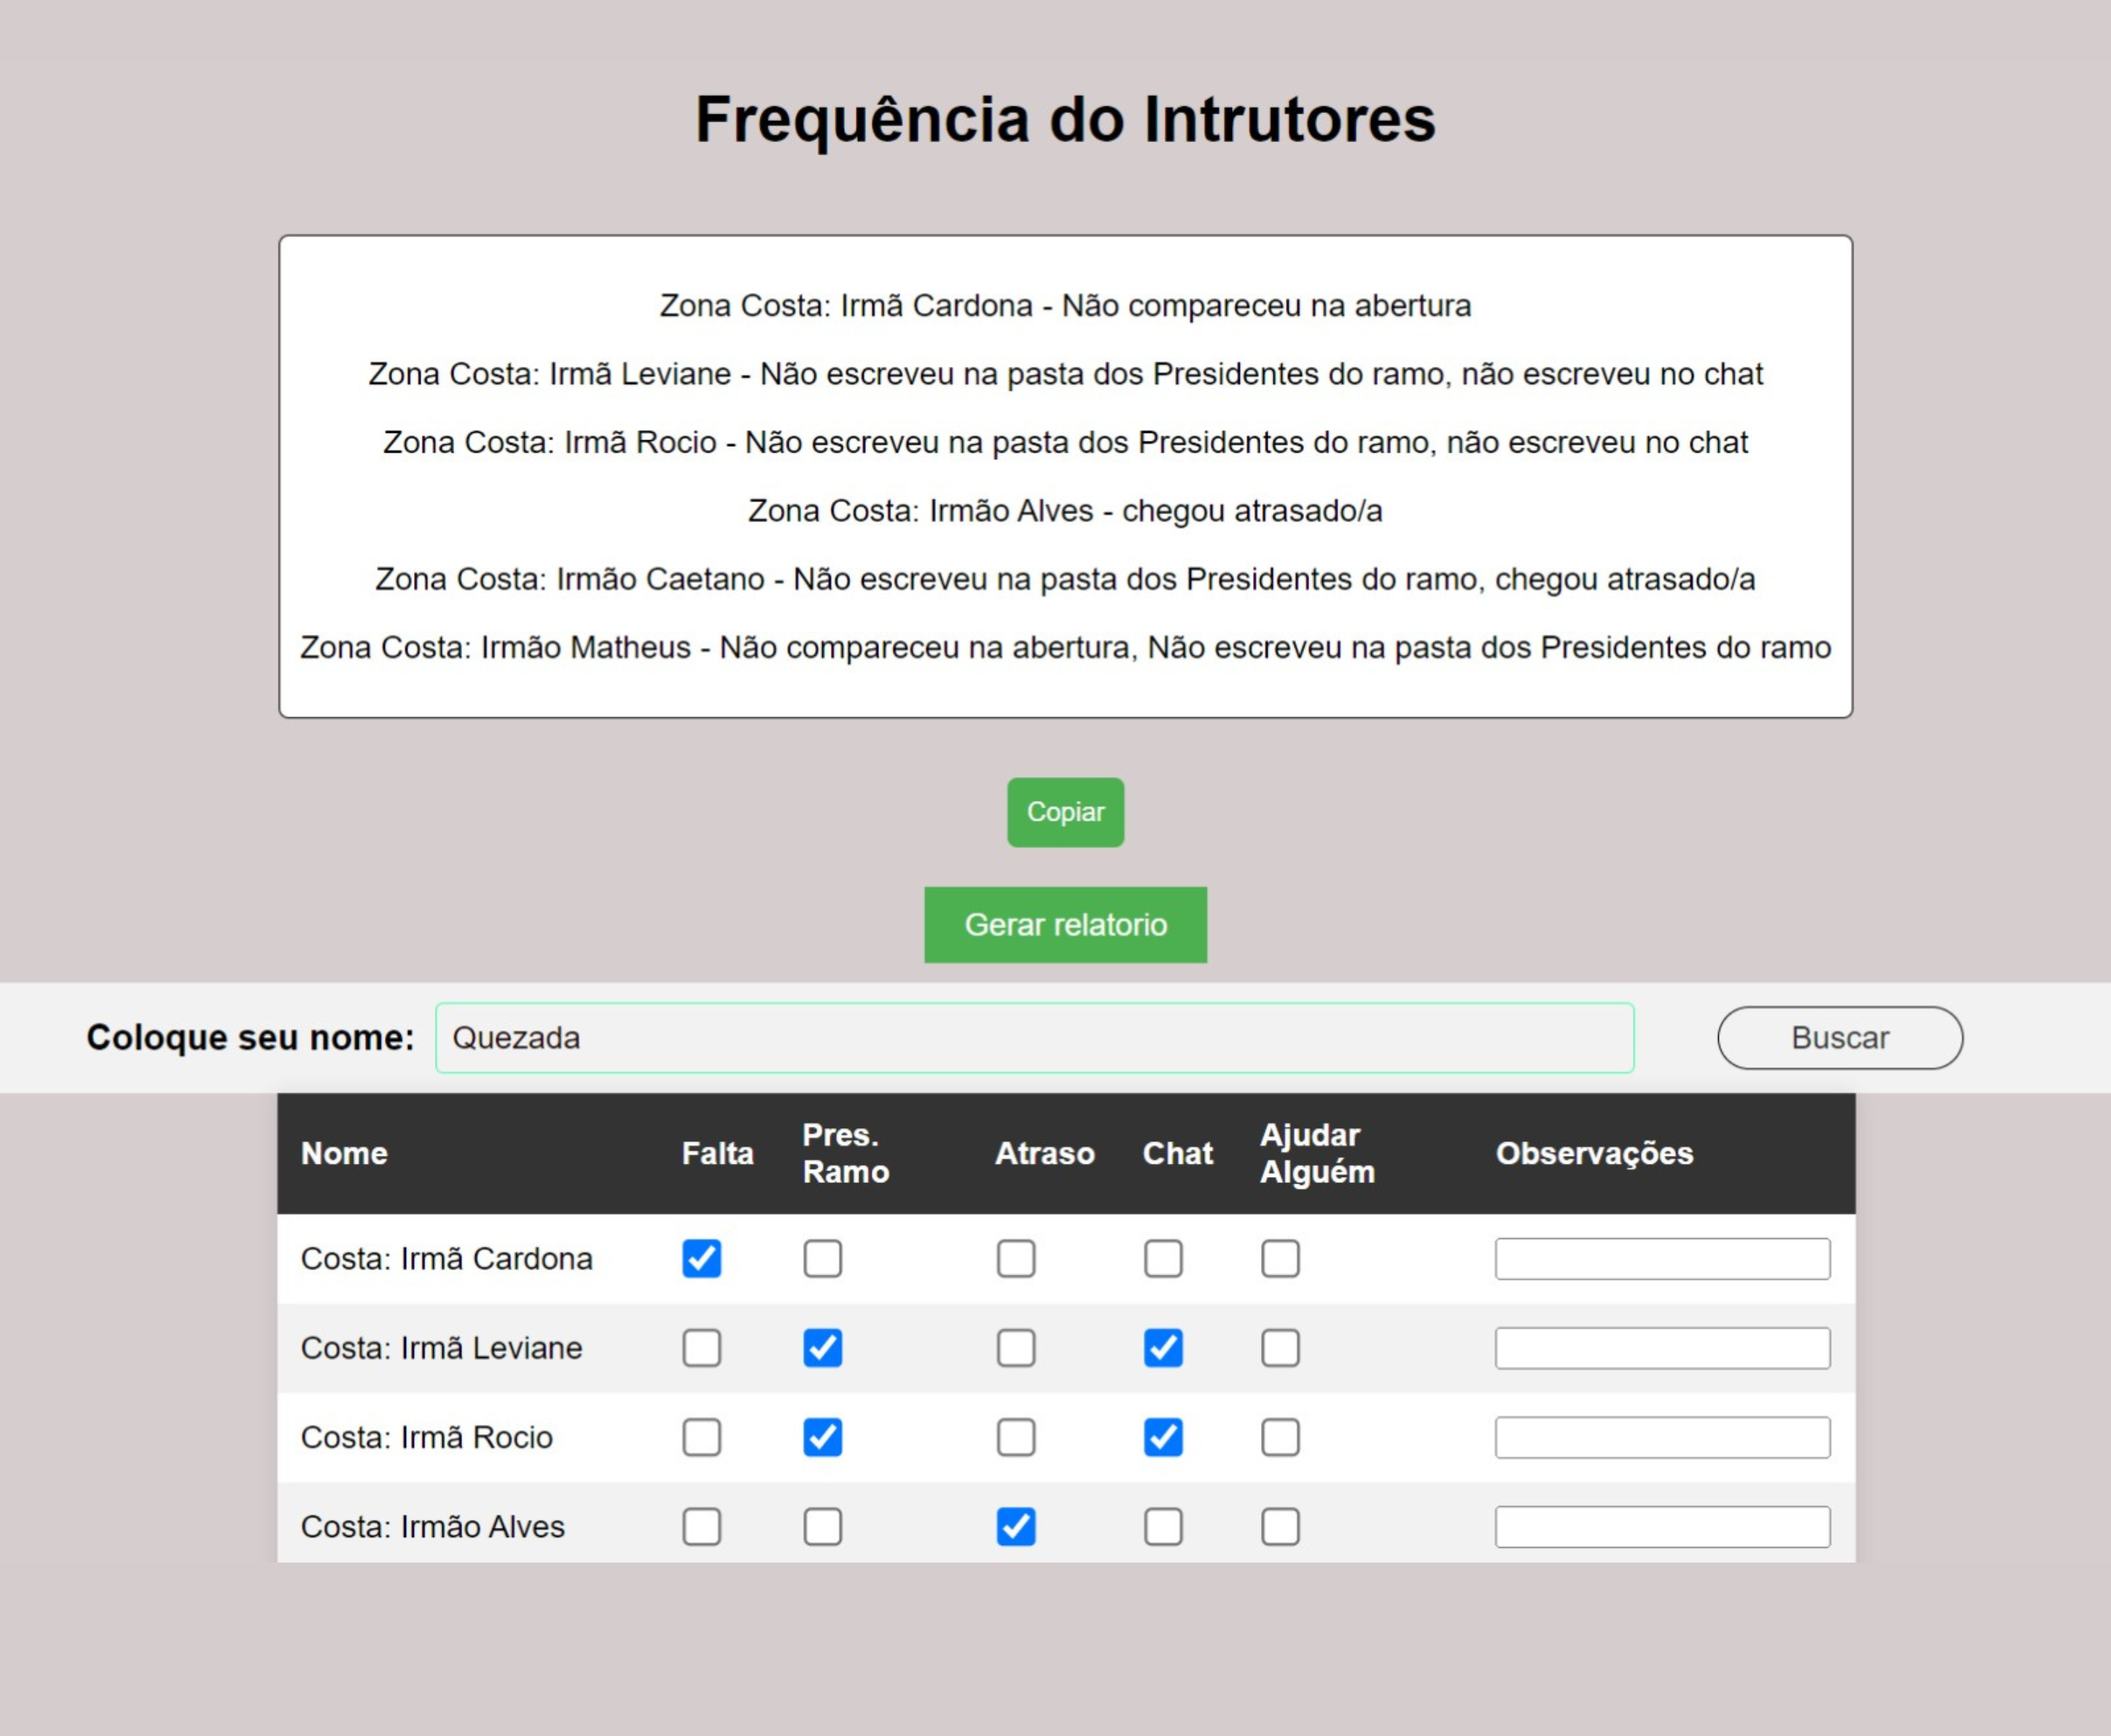 Frequência do Intrutores
Zona Costa: Irmã Cardona - Não compareceu na abertura
Zona Costa: Irmã Leviane - Não escreveu na pasta dos Presidentes do ramo, não escreveu no chat
Zona Costa: Irmã Rocio - Não escreveu na pasta dos Presidentes do ramo, não escreveu no chat
Zona Costa: Irmão Alves - chegou atrasado/a
Zona Costa: Irmão Caetano - Não escreveu na pasta dos Presidentes do ramo, chegou atrasado/a
Zona Costa: Irmão Matheus - Não compareceu na abertura, Não escreveu na pasta dos Presidentes do ramo
Copiar
Gerar relatorio
Coloque seu nome: Quezada Buscar
Nome Falta Pres. Ramo Atraso Chat Ajudar Alguém Observações
Costa: Irmã Cardona
Costa: Irmã Leviane
Costa: Irmã Rocio
Costa: Irmão Alves